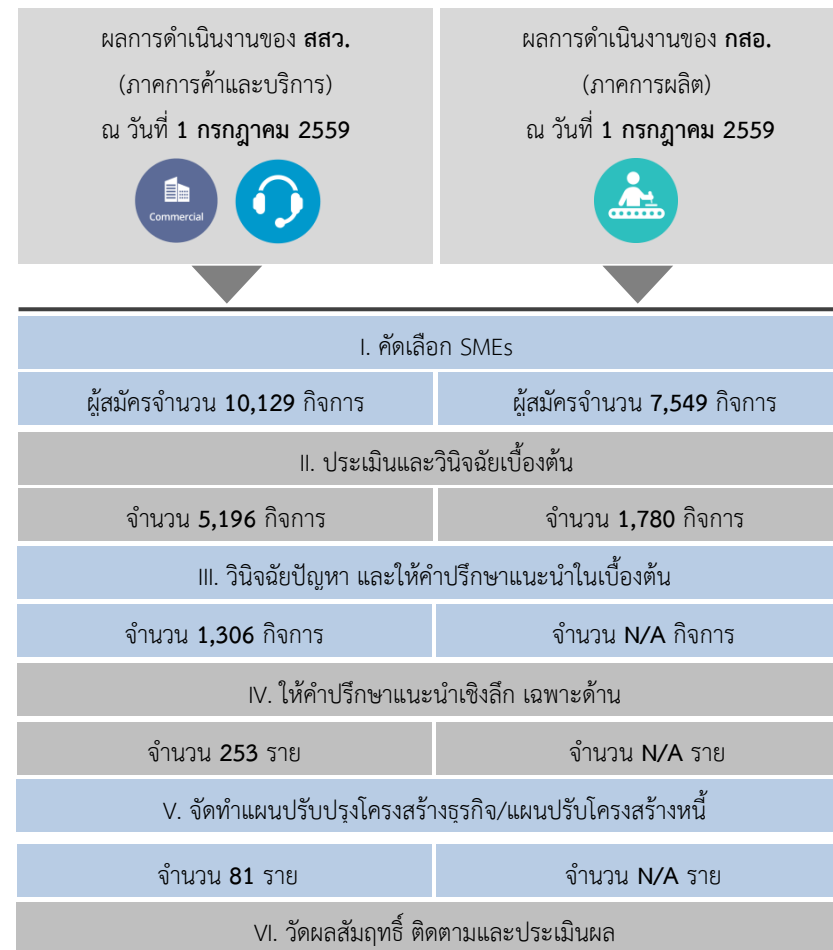 ผลการดำเนินงานของ สสว.
(ภาคการค้าและบริการ)
ณ วันที่ 1 กรกฎาคม 2559
Commercial
ผลการดำเนินงานของ กสอ.
(ภาคการผลิต)
ณ วันที่ 1 กรกฎาคม 2559
I. คัดเลือก SMEs
ผู้สมัครจำนวน 10,129 กิจการ
ผู้สมัครจำนวน 7,549 กิจการ
II. ประเมินและวินิจฉัยเบื้องต้น
จำนวน 5,196 กิจการ
จำนวน 1,780 กิจการ
III. วินิจฉัยปัญหา และให้คำปรึกษาแนะนำในเบื้องต้น
จำนวน 1,306 กิจการ
จำนวน N/A กิจการ
IV. ให้คำปรึกษาแนะนำเชิงลึก เฉพาะด้าน
จำนวน 253 ราย
จำนวน N/A ราย
V. จัดทำแผนปรับปรุงโครงสร้างธุรกิจ/แผนปรับโครงสร้างหนี้
จำนวน 81 ราย
จำนวน N/A ราย
VI. วัดผลสัมฤทธิ์ ติดตามและประเมินผล